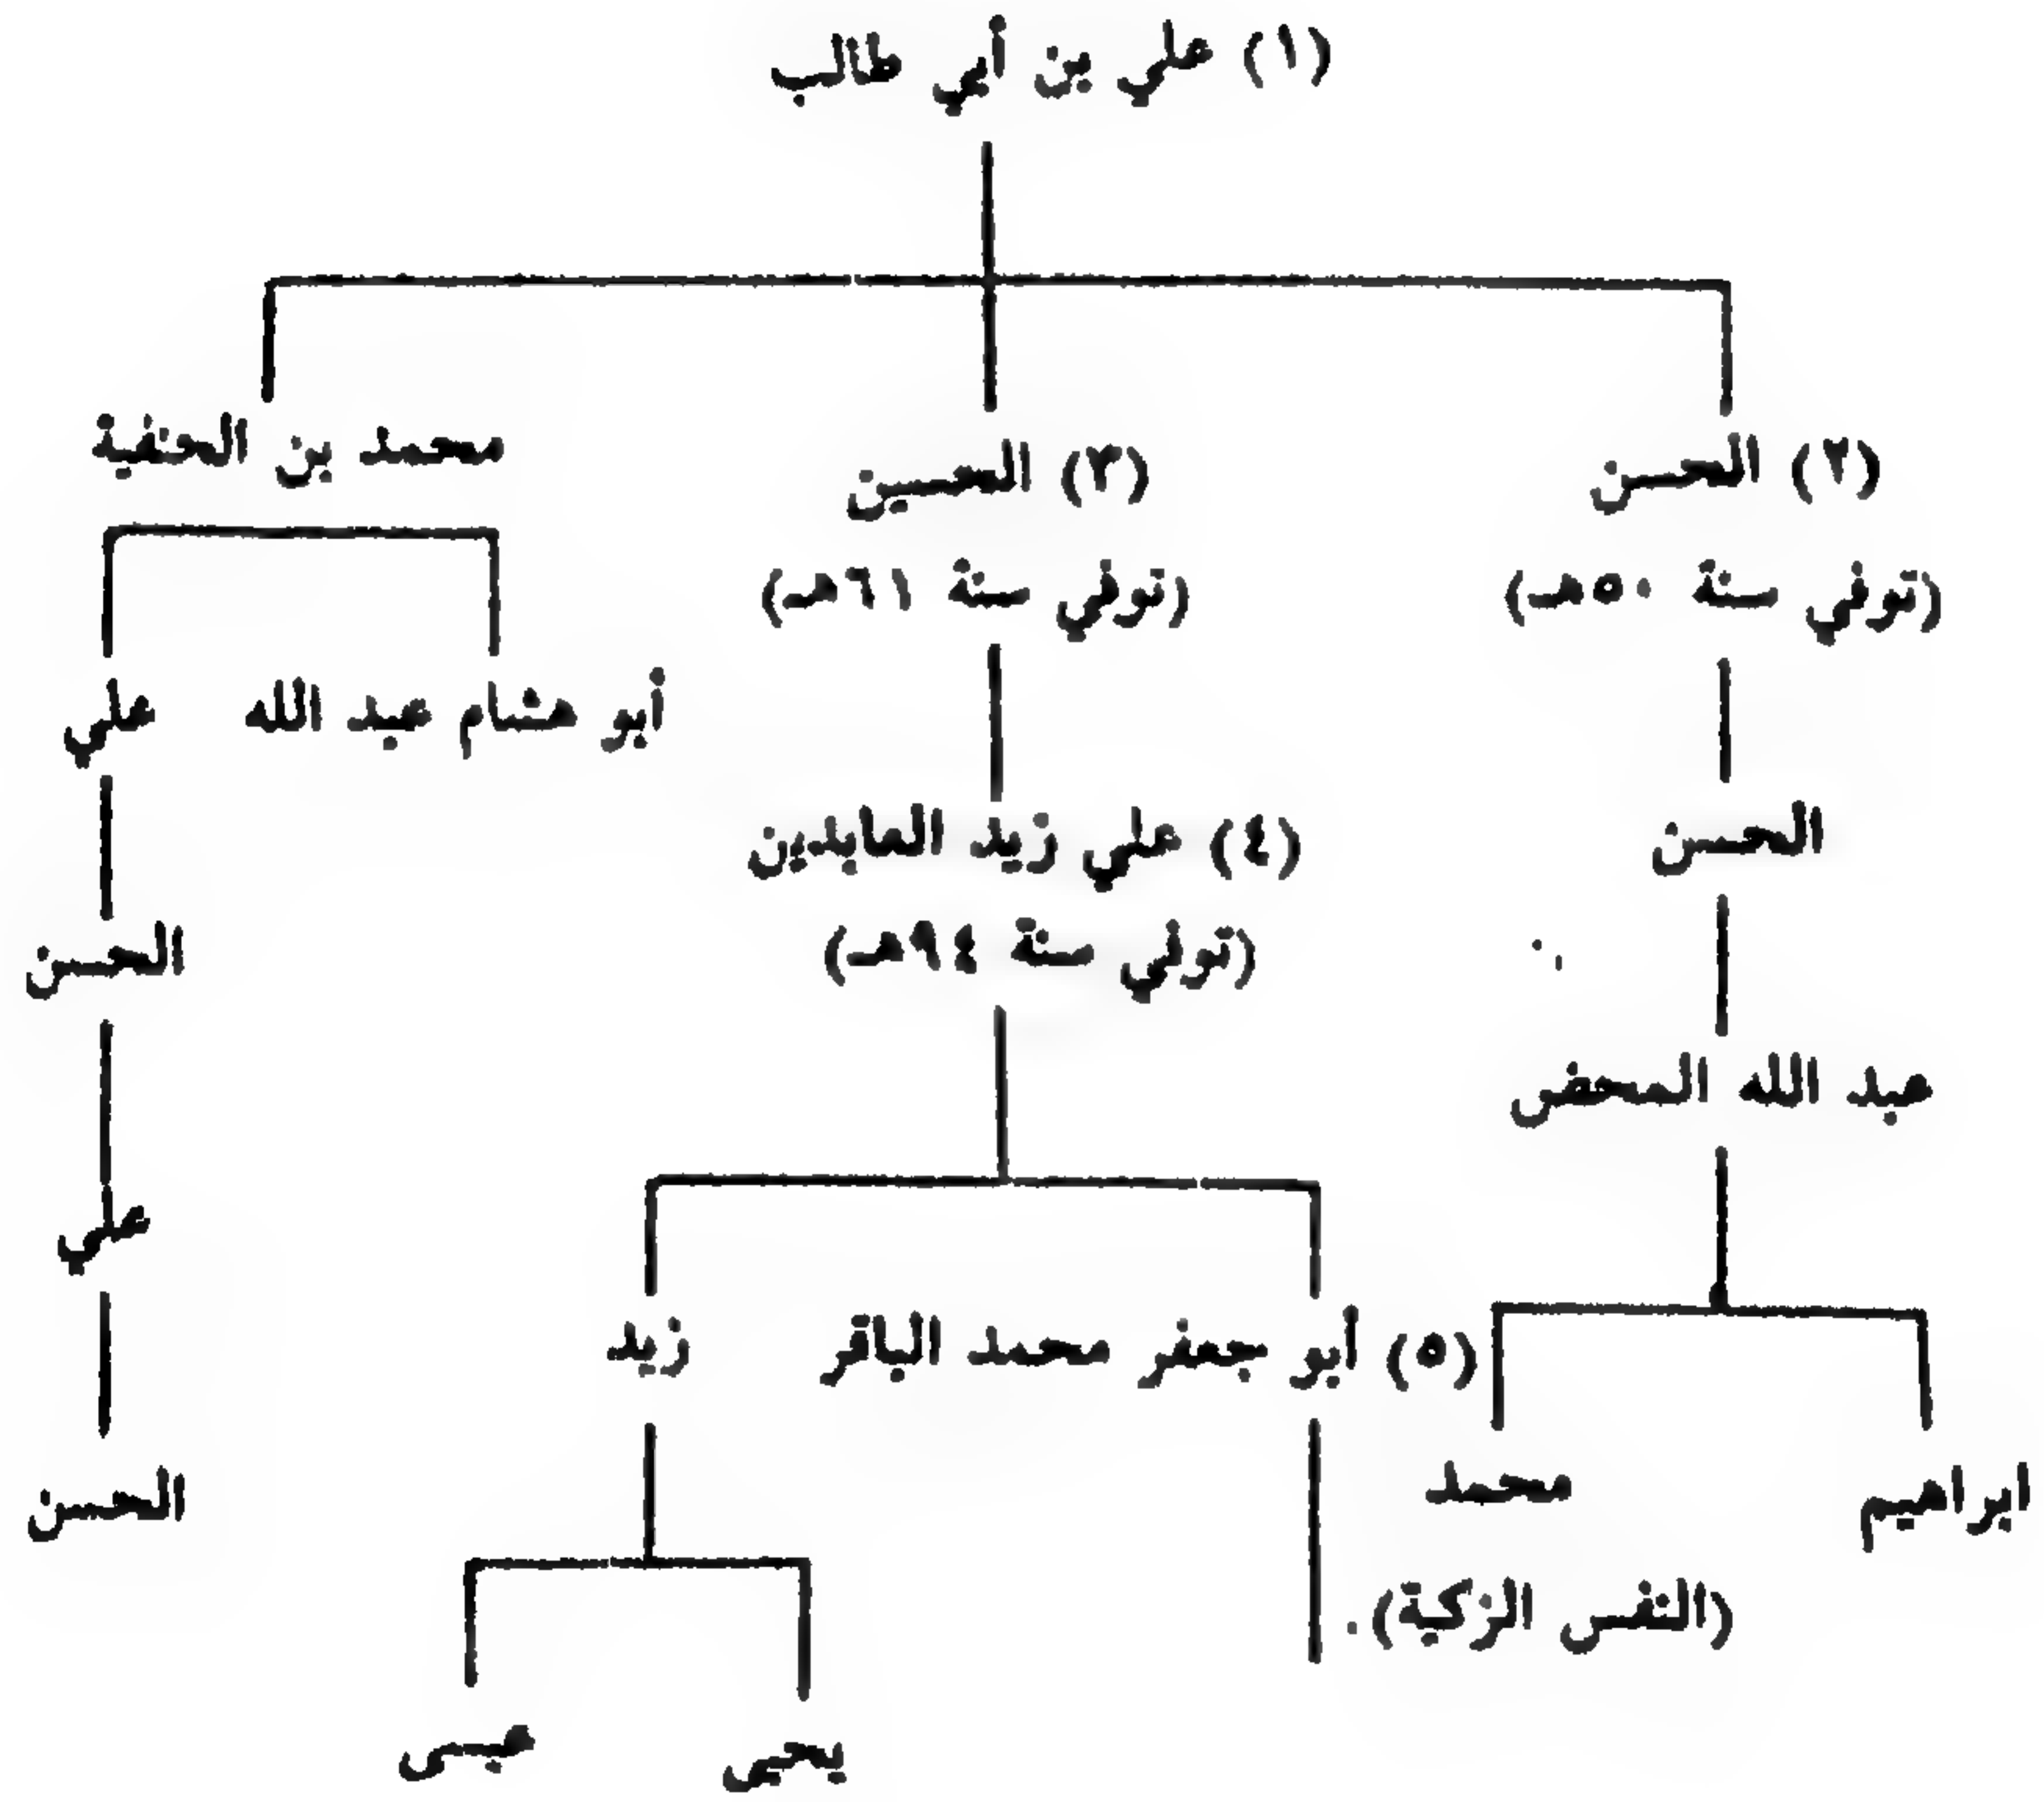 (١) علي بن أبي طالب
(٢) الحسن
(٣) الحسين
محمد بن الحنفية
(توفي سنة ٥٠هـ)
(توفي سنة ٦١هـ)
أبو هشام عبد الله
علي
الحسن
(٤) علي زيد العابدين
(توفي سنة ٩٤هـ)
الحسن
عبد الله المحض
علي
(٥) أبو جعفر محمد الباقر
زيد
ابراهيم
محمد
الحسن
(النفس الزكية).
يحيى
عيسى